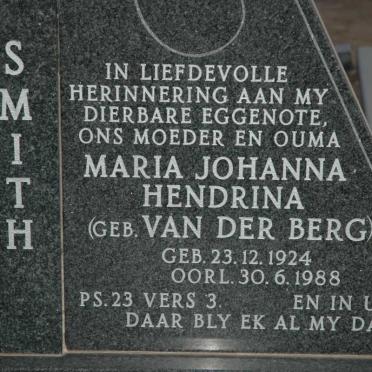 SMITH
IN LIEFDEVOLLE
HERINNERING AAN MY
DIERBARE EGGENOTE,
ONS MOEDER EN OUMA
MARIA JOHANNA
HENDRINA
(GEB. VAN DER BERG)
GEB. 23.12.1924
OORL. 30.6.1988
PS. 23 VERS 3. EN IN U
DAAR BLY EK AL MY DA